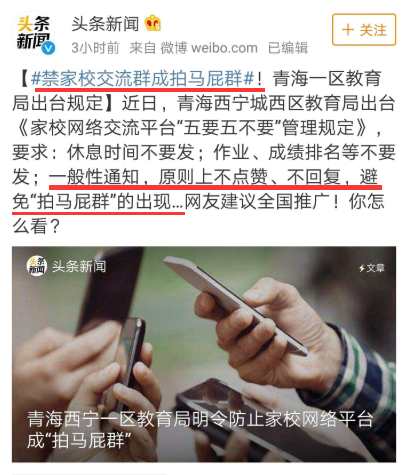 头条新闻
+ 关注
3小时前 来自 微博 weibo.com 已编辑
【#禁家校交流群成拍马屁群#！青海一区教育
局出台规定】近日，青海西宁城西区教育局出台
《家校网络交流平台“五要五不要”管理规定》，
要求：休息时间不要发；作业、成绩排名等不要
发；一般性通知，原则上不点赞、不回复，避
免“拍马屁群”的出现...网友建议全国推广！你怎
么看？
头条新闻
文章
青海西宁一区教育局明令防止家校网络平台
成“拍马屁群”